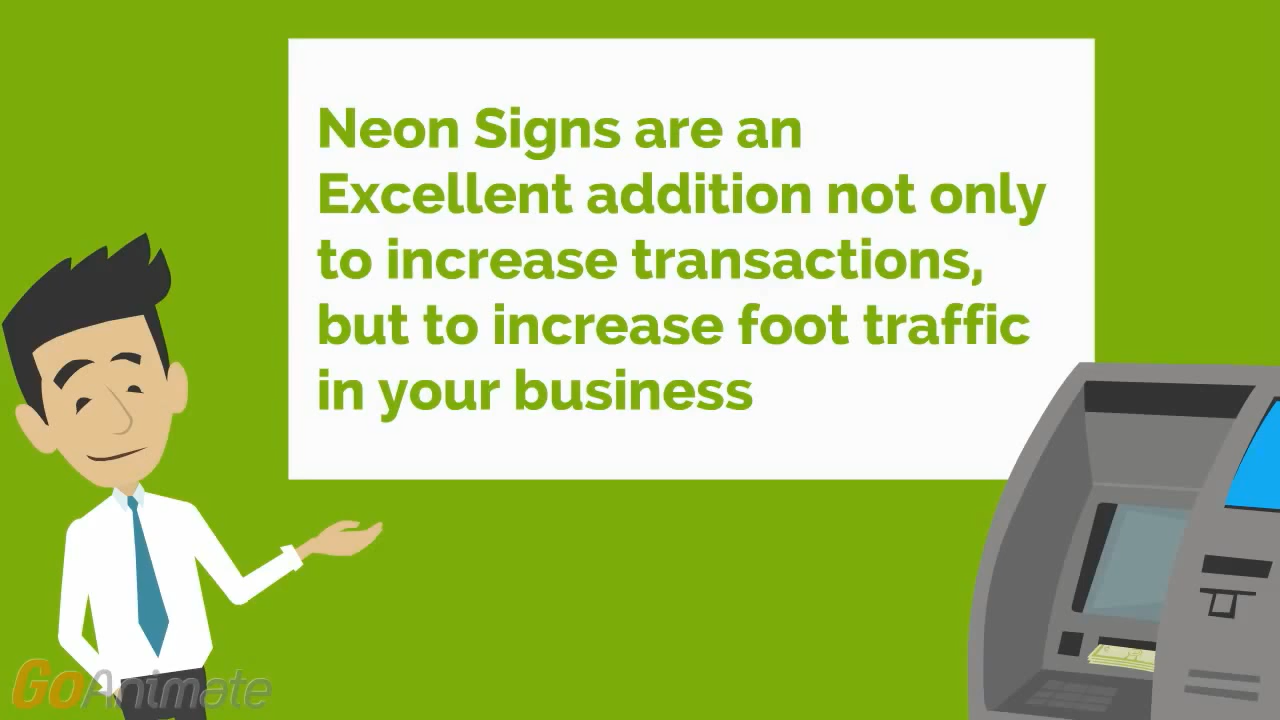 Neon Signs are an
Excellent addition not only
to increase transactions,
but to increase foot traffic
in your business
GoAnimate